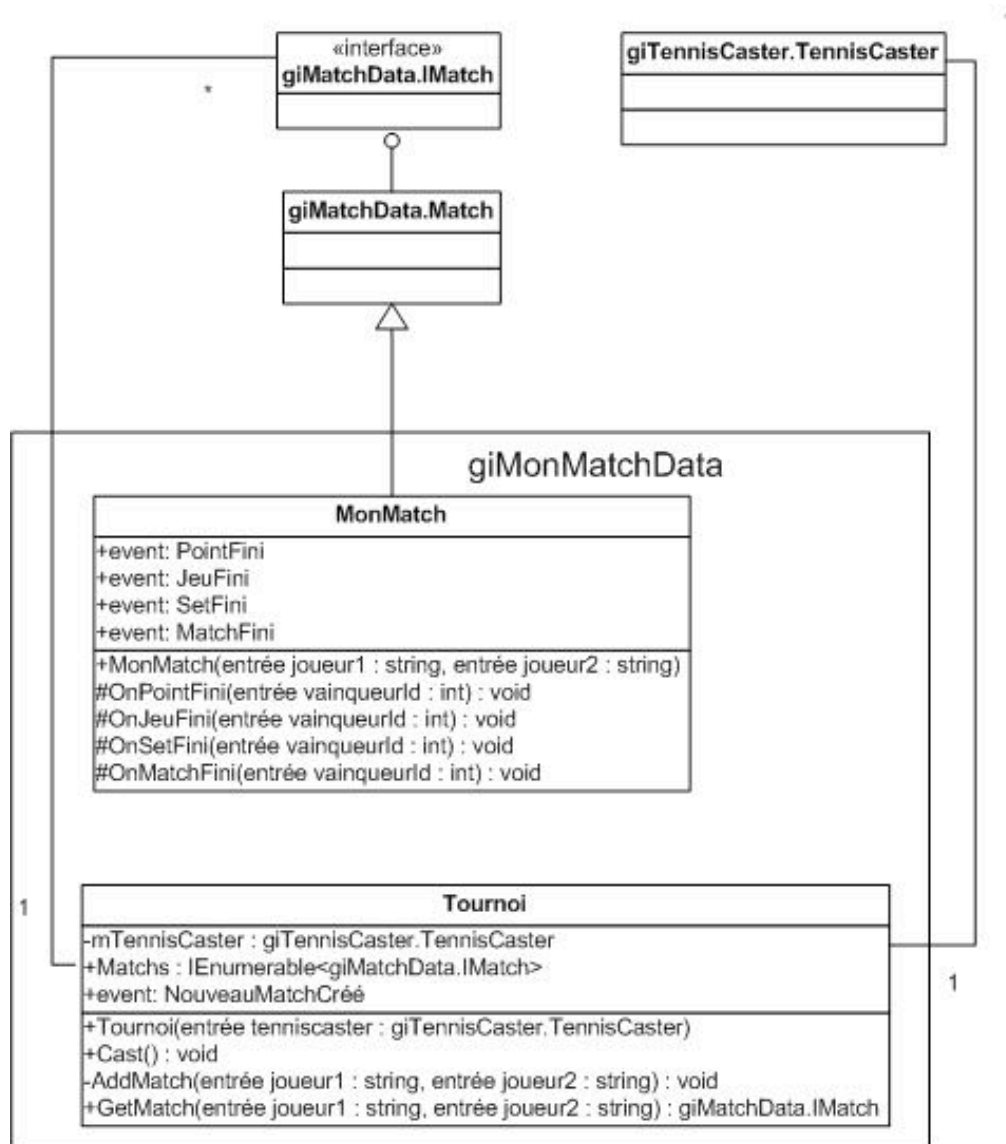 «interface»
giMatchData.IMatch
giTennisCaster.TennisCaster
*
giMatchData.Match
giMonMatchData
MonMatch
+event: PointFini
+event: JeuFini
+event: SetFini
+event: MatchFini
+MonMatch(entrée joueur1 : string, entrée joueur2 : string)
#OnPointFini(entrée vainqueurId : int) : void
#OnJeuFini(entrée vainqueurId : int) : void
#OnSetFini(entrée vainqueurId : int) : void
#OnMatchFini(entrée vainqueurId : int) : void
1
Tournoi
-mTennisCaster : giTennisCaster.TennisCaster
+Matchs : IEnumerable<giMatchData.IMatch>
+event: NouveauMatchCréé
1
+Tournoi(entrée tenniscaster : giTennisCaster.TennisCaster)
+Cast() : void
-AddMatch(entrée joueur1 : string, entrée joueur2 : string) : void
+GetMatch(entrée joueur1 : string, entrée joueur2 : string) : giMatchData.IMatch